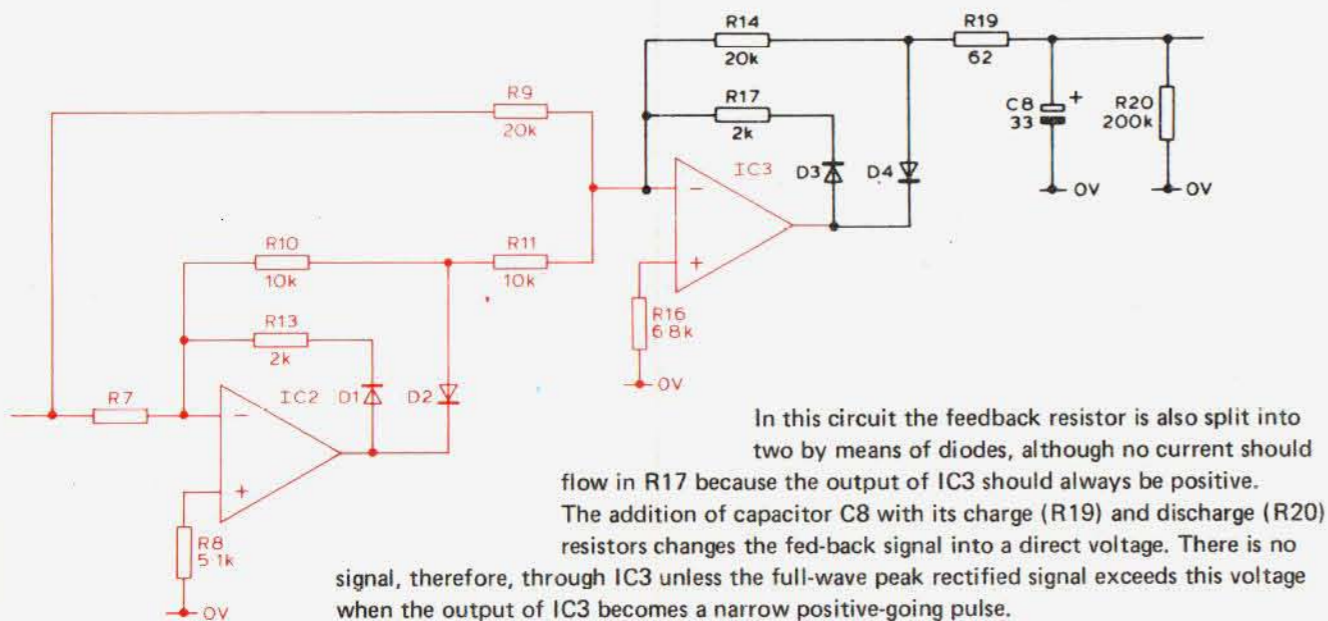 R14
20k
R19
62
R9
20k
R17
2k
C8
33
+
R20
200k
D3
D4
IC3
0V
0V
R10
10k
R11
10k
R16
6·8k
R13
2k
0V
R7
IC2
D1
D2
R8
5·1k
0V
In this circuit the feedback resistor is also split into
two by means of diodes, although no current should
flow in R17 because the output of IC3 should always be positive.
The addition of capacitor C8 with its charge (R19) and discharge (R20)
resistors changes the fed-back signal into a direct voltage. There is no
signal, therefore, through IC3 unless the full-wave peak rectified signal exceeds this voltage
when the output of IC3 becomes a narrow positive-going pulse.